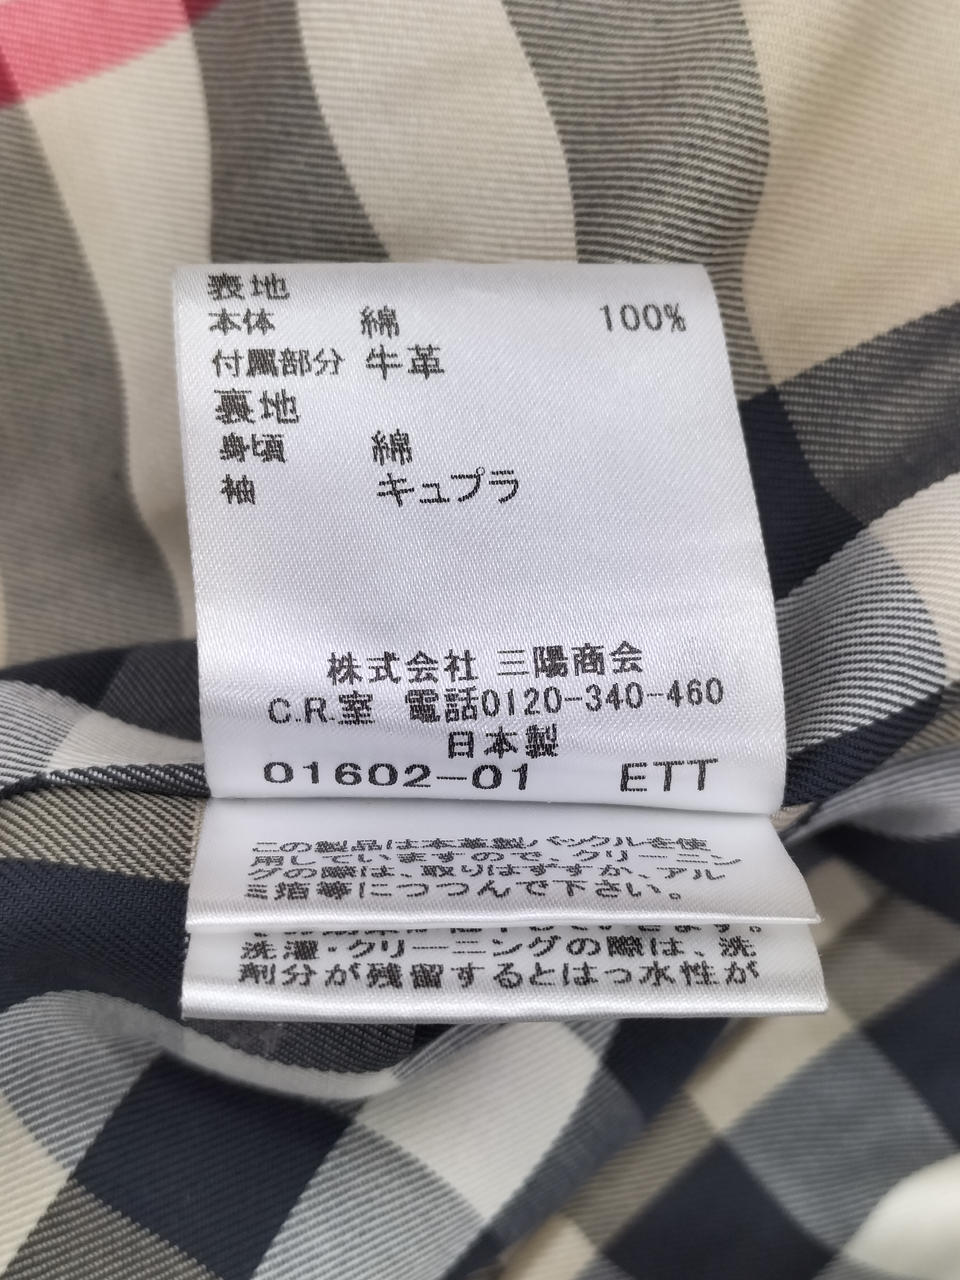 表地
本体 綿 100%
付属部分 牛革
裏地
身頃 綿
袖 キュプラ
株式会社 三陽商会
C.R.室 電話0120-340-460
日本製
01602-01 ETT
この製品は本革製バックルを使
用していますので、クリーニン
グの際は、取りはずすか、アル
ミ箔等につつんで下さい。
洗濯・クリーニングの際は、洗
剤分が残留するとはっ水性が